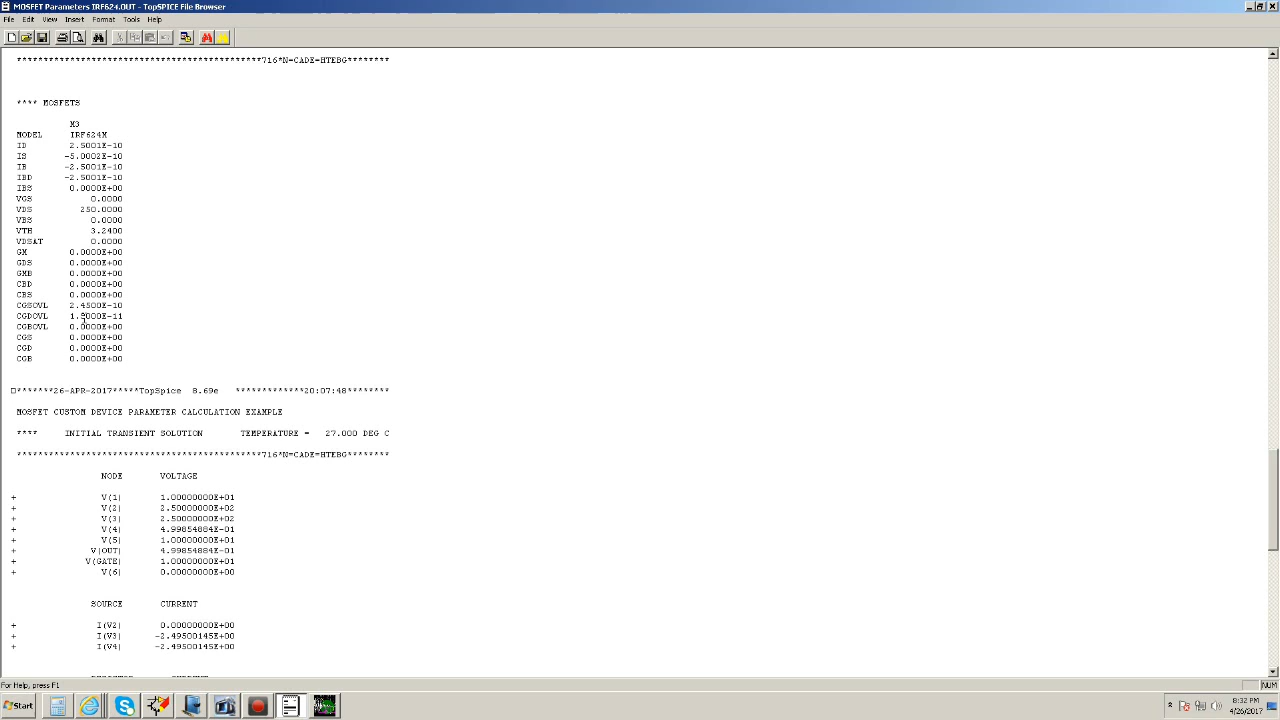 MOSFET Parameters IRF624.OUT - TopSPICE File Browser
File Edit View Insert Format Tools Help
**********************************************716*N=CADE=HTEBG********
**** MOSFETS
M3
MODEL IRF624M
ID 2.5001E-10
IS -5.0002E-10
IB -2.5001E-10
IBD -2.5001E-10
IBS 0.0000E+00
VGS 0.0000
VDS 250.0000
VBS 0.0000
VTH 3.2400
VDSAT 0.0000
GM 0.0000E+00
GDS 0.0000E+00
GMB 0.0000E+00
CBD 0.0000E+00
CBS 0.0000E+00
CGSOVL 2.4500E-10
CGDOVL
CGBOVL 0.0000E+00
CGS 0.0000E+00
CGD 0.0000E+00
CGB 0.0000E+00
*******26-APR-2017*****TopSpice 8.69e *************20:07:48********
MOSFET CUSTOM DEVICE PARAMETER CALCULATION EXAMPLE
**** INITIAL TRANSIENT SOLUTION TEMPERATURE = 27.000 DEG C
**********************************************716*N=CADE=HTEBG********
NODE VOLTAGE
+ V(1) 1.00000000E+01
+ V(2) 2.50000000E+02
+ V(3) 2.50000000E+02
+ V(4) 4.99854884E-01
+ V(5) 1.00000000E+01
+ V(OUT) 4.99854884E-01
+ V(GATE) 1.00000000E+01
+ V(6) 0.00000000E+00
SOURCE CURRENT
+ I(V2) 0.00000000E+00
+ I(V3) -2.49500145E+00
+ I(V4) -2.49500145E+00
For Help, press F1
NUM
Start
8:32 PM
4/26/2017